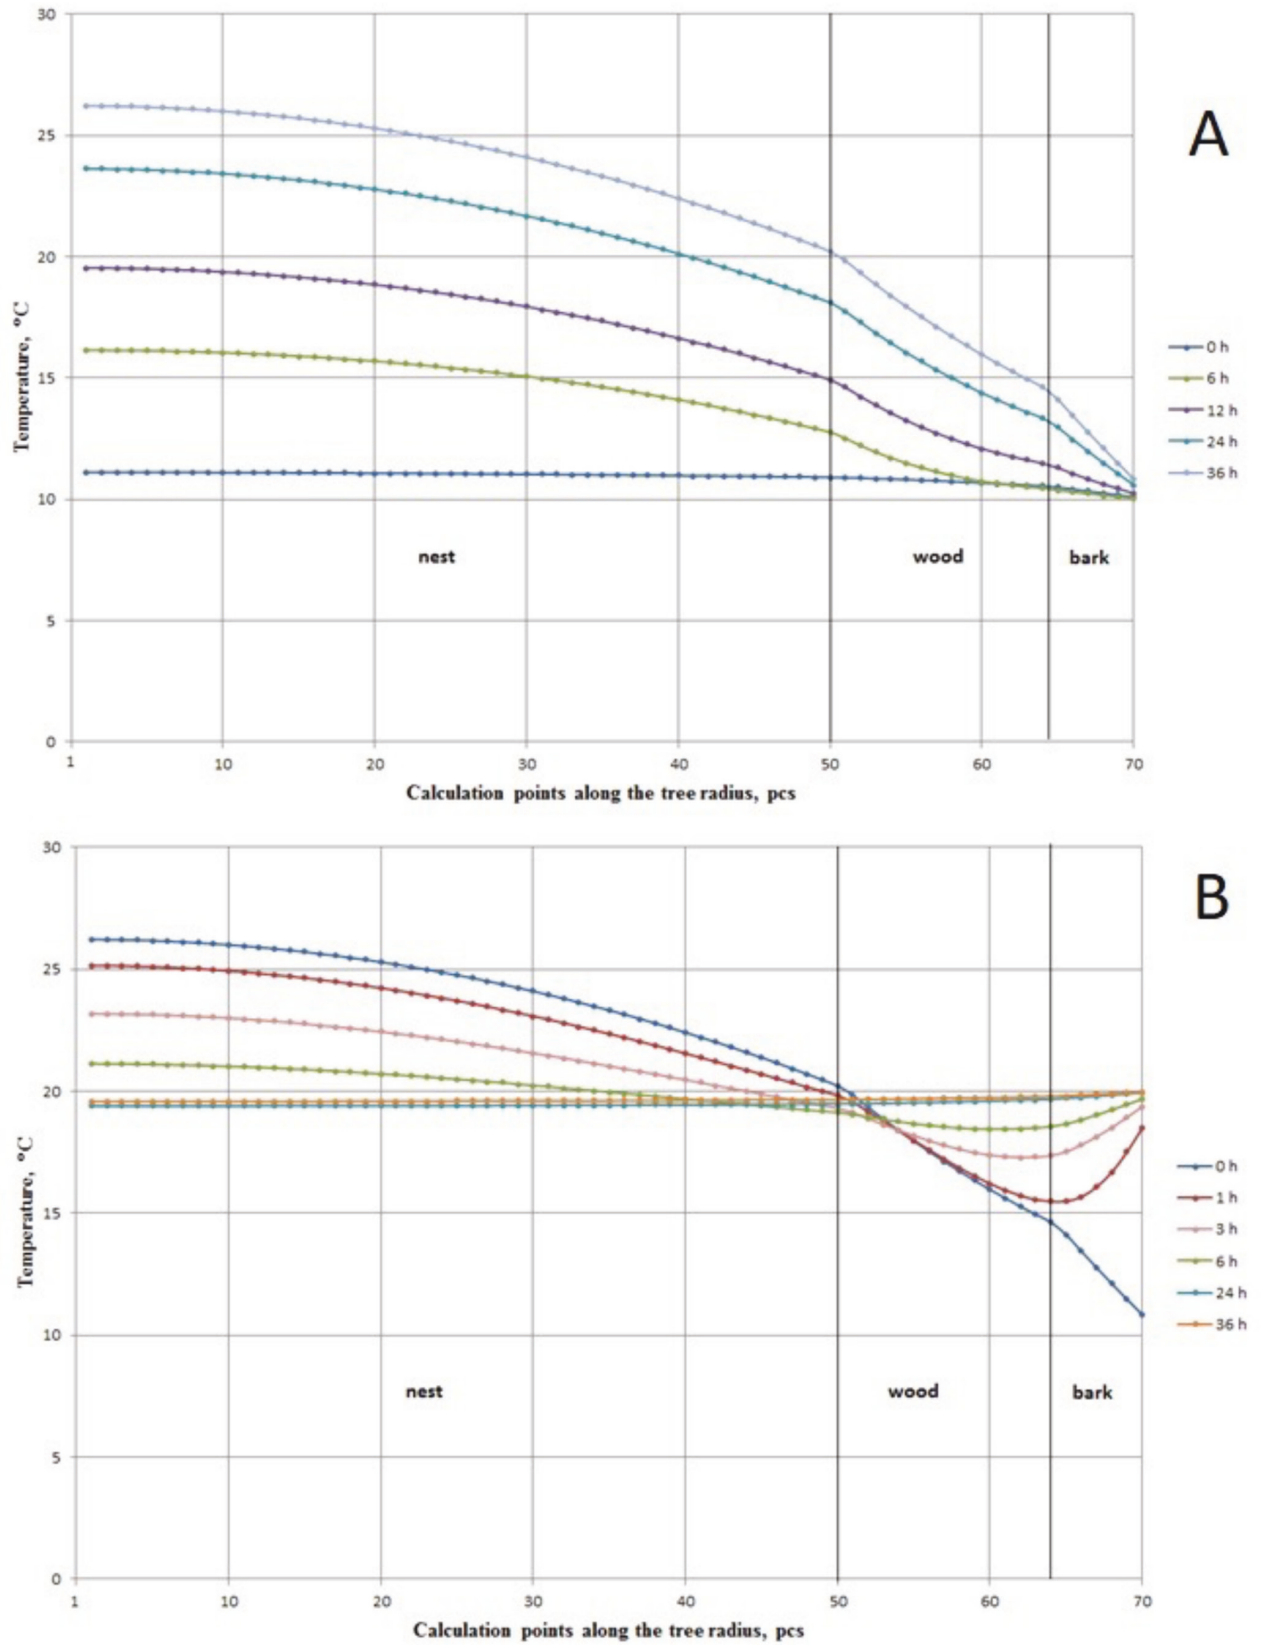 30
25
20
15
10
5
0
Temperature, °C
A
0 h
6 h
12 h
24 h
36 h
nest wood bark
1 10 20 30 40 50 60 70
Calculation points along the tree radius, pcs
30
25
20
15
10
5
0
Temperature, °C
B
0 h
1 h
3 h
6 h
24 h
36 h
nest wood bark
1 10 20 30 40 50 60 70
Calculation points along the tree radius, pcs